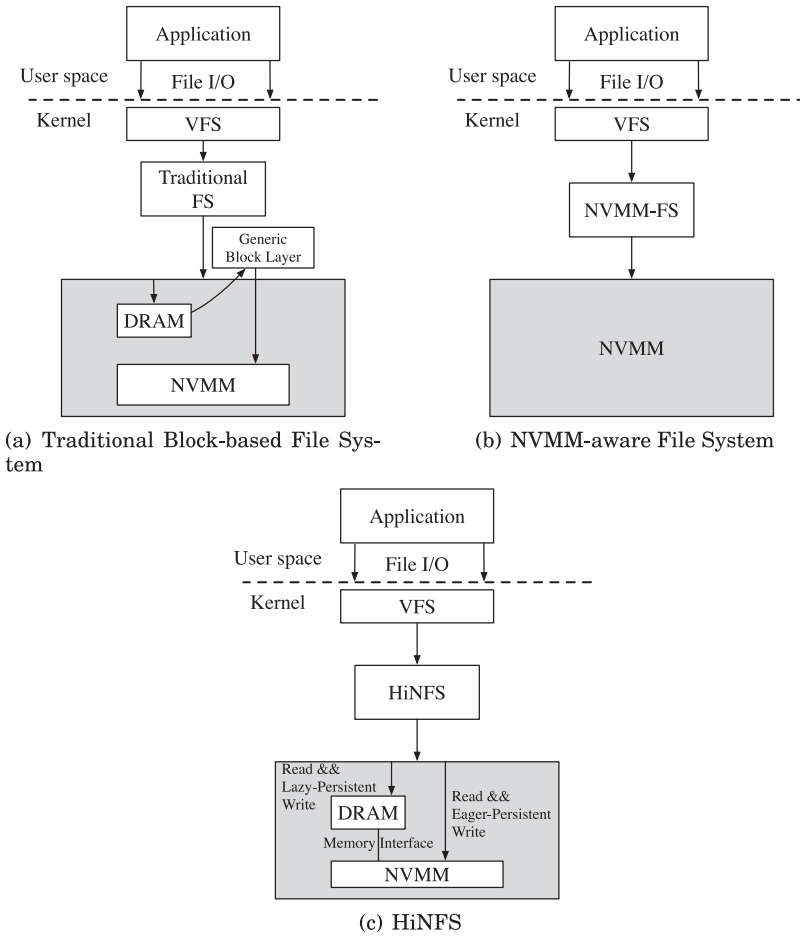 Application
User space
File I/O
Kernel
VFS
Traditional
FS
Generic
Block Layer
DRAM
NVMM
(a) Traditional Block-based File Sys-
tem
Application
User space
File I/O
Kernel
VFS
NVMM-FS
NVMM
(b) NVMM-aware File System
Application
User space
File I/O
Kernel
VFS
HiNFS
Read &&
Lazy-Persistent
Write
DRAM
Read &&
Eager-Persistent
Write
Memory Interface
NVMM
(c) HiNFS